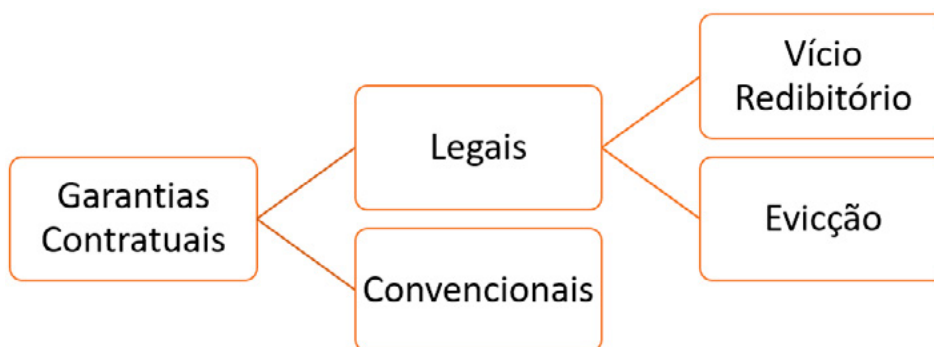 Garantias
Contratuais
Legais
Convencionais
Vício
Redibitório
Evicção